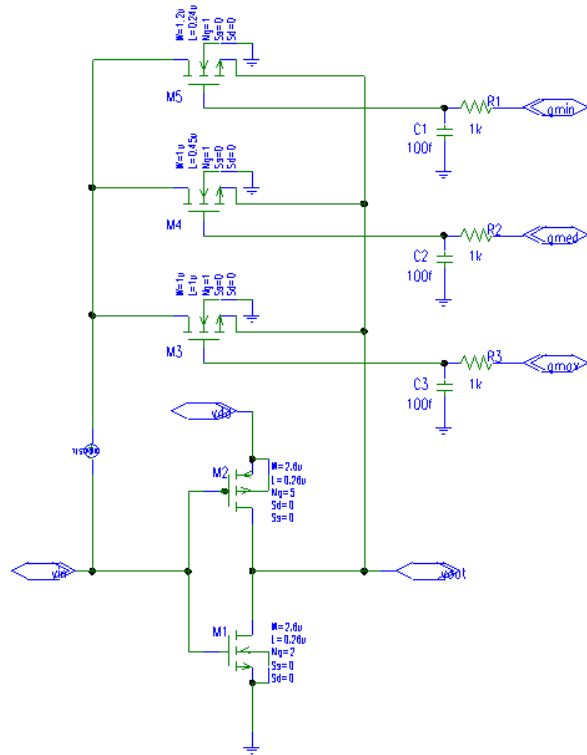 W=1.2u
L=0.24u
Ng=1
Ss=0
Sd=0
M5
R1
gmin
1k
C1
100f
W=1u
L=0.45u
Ng=1
Ss=0
Sd=0
M4
R2
gmed
1k
C2
100f
W=1u
L=1u
Ng=1
Ss=0
Sd=0
M3
R3
gmax
1k
C3
100f
vdd
M2
W=2.6u
L=0.26u
Ng=5
Sd=0
Ss=0
vin
vout
M1
W=2.6u
L=0.26u
Ng=2
Ss=0
Sd=0